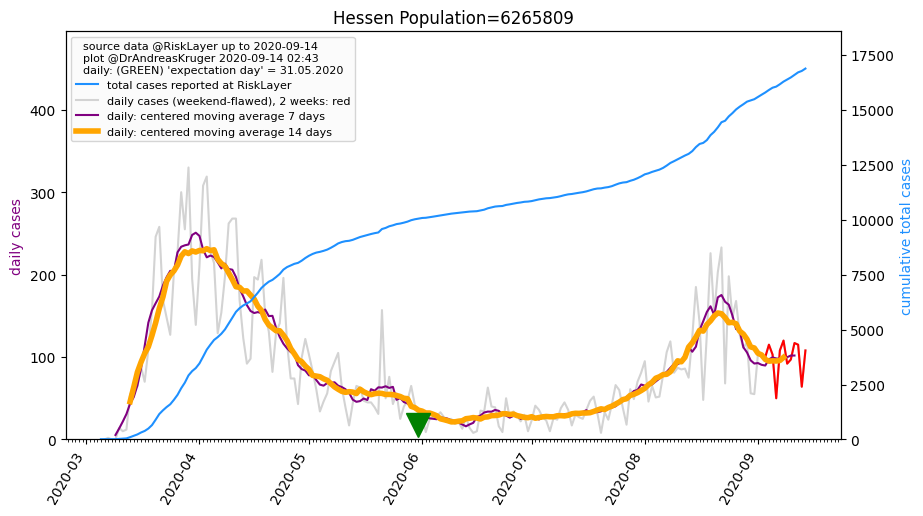 Hessen Population=6265809
source data @RiskLayer up to 2020-09-14
plot @DrAndreasKruger 2020-09-14 02:43
daily: (GREEN) 'expectation day' = 31.05.2020
total cases reported at RiskLayer
daily cases (weekend-flawed), 2 weeks: red
daily: centered moving average 7 days
daily: centered moving average 14 days
daily cases
400
300
200
100
0
17500
15000
12500
10000
7500
5000
2500
0
cumulative total cases
2020-03
2020-04
2020-05
2020-06
2020-07
2020-08
2020-09